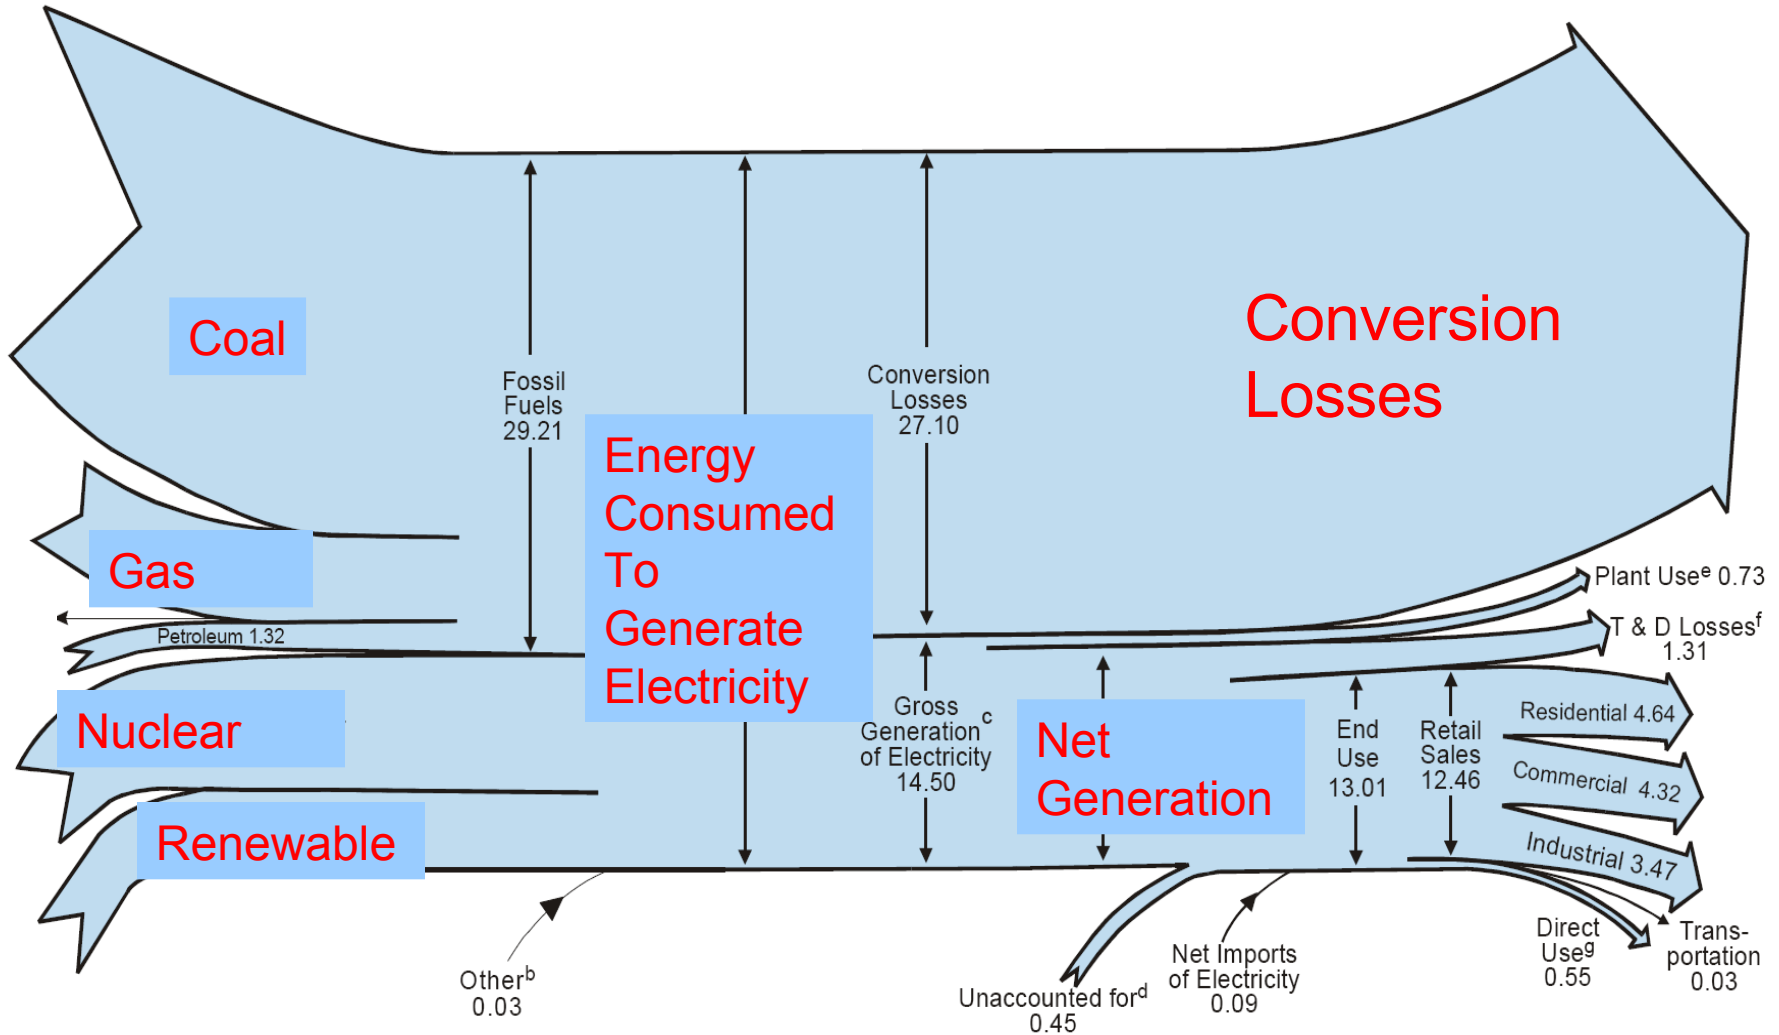 Coal
Gas
Petroleum 1.32
Nuclear
Renewable
Fossil
Fuels
29.21
Energy
Consumed
To
Generate
Electricity
Conversion
Losses
27.10
Conversion
Losses
Gross
Generationᶜ
of Electricity
14.50
Net
Generation
End
Use
13.01
Retail
Sales
12.46
Plant Useᵉ 0.73
T & D Lossesᶠ
1.31
Residential 4.64
Commercial 4.32
Industrial 3.47
Otherᵇ
0.03
Unaccounted forᵈ
0.45
Net Imports
of Electricity
0.09
Direct
Useᵍ
0.55
Trans-
portation
0.03